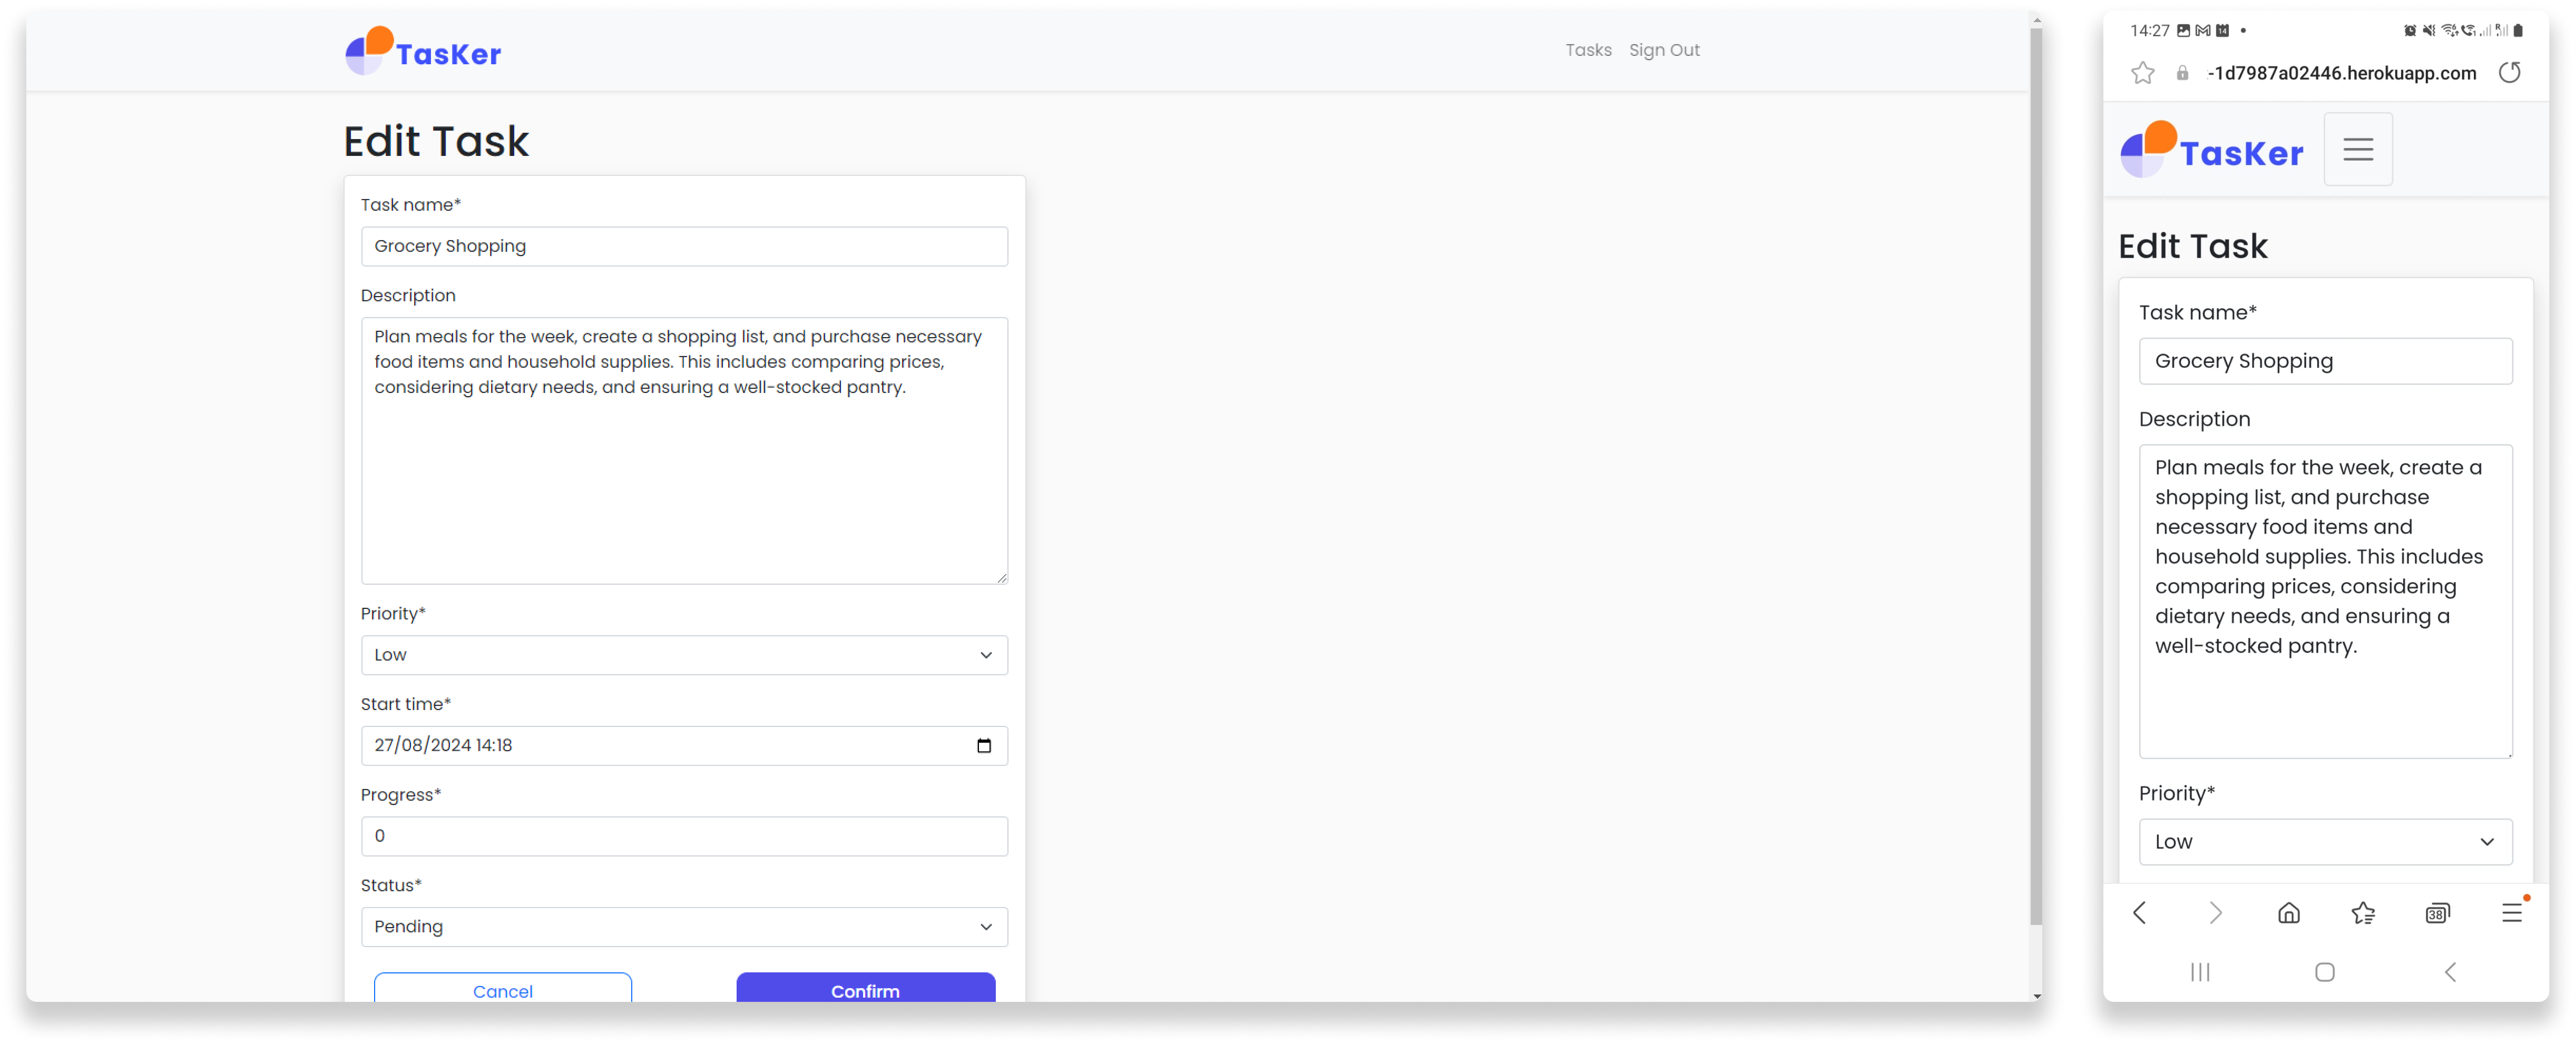 TasKer
Tasks Sign Out
Edit Task
Task name*
Grocery Shopping
Description
Plan meals for the week, create a shopping list, and purchase necessary
food items and household supplies. This includes comparing prices,
considering dietary needs, and ensuring a well-stocked pantry.
Priority*
Low
Start time*
27/08/2024 14:18
Progress*
0
Status*
Pending
Cancel Confirm
14:27 14
-1d7987a02446.herokuapp.com
TasKer
Edit Task
Task name*
Grocery Shopping
Description
Plan meals for the week, create a
shopping list, and purchase
necessary food items and
household supplies. This includes
comparing prices, considering
dietary needs, and ensuring a
well-stocked pantry.
Priority*
Low
38